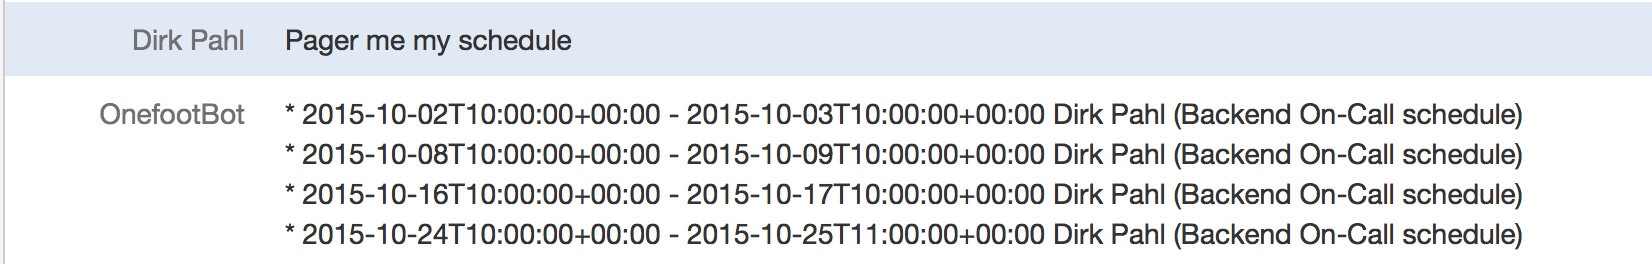 Dirk Pahl Pager me my schedule
OnefootBot * 2015-10-02T10:00:00+00:00 - 2015-10-03T10:00:00+00:00 Dirk Pahl (Backend On-Call schedule)
* 2015-10-08T10:00:00+00:00 - 2015-10-09T10:00:00+00:00 Dirk Pahl (Backend On-Call schedule)
* 2015-10-16T10:00:00+00:00 - 2015-10-17T10:00:00+00:00 Dirk Pahl (Backend On-Call schedule)
* 2015-10-24T10:00:00+00:00 - 2015-10-25T11:00:00+00:00 Dirk Pahl (Backend On-Call schedule)